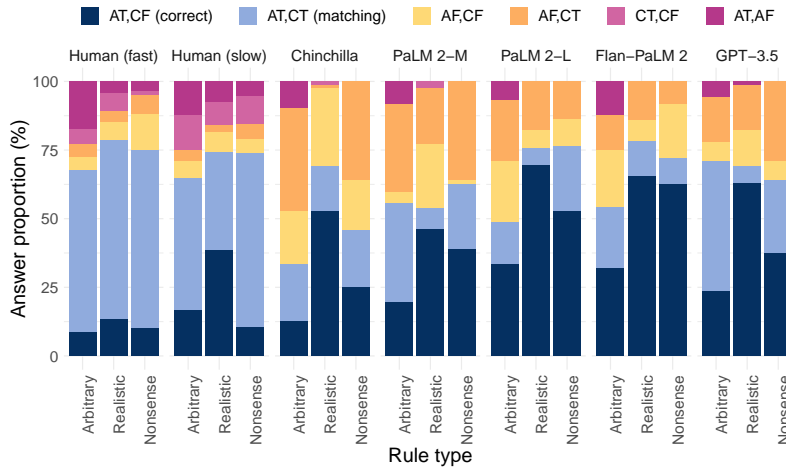 AT,CF (correct) AT,CT (matching) AF,CF AF,CT CT,CF AT,AF
Human (fast) Human (slow) Chinchilla PaLM 2−M PaLM 2−L Flan−PaLM 2 GPT−3.5
100
75
50
25
0
Answer proportion (%)
Arbitrary Realistic Nonsense Arbitrary Realistic Nonsense Arbitrary Realistic Nonsense Arbitrary Realistic Nonsense Arbitrary Realistic Nonsense Arbitrary Realistic Nonsense Arbitrary Realistic Nonsense
Rule type